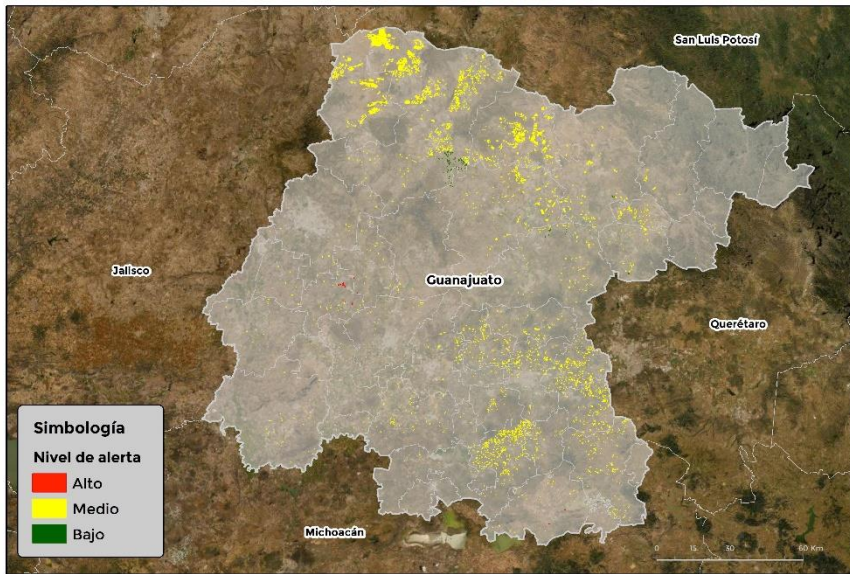 San Luis Potosí
Jalisco
Guanajuato
Querétaro
Simbología
Nivel de alerta
Alto
Medio
Bajo
Michoacán
0 15 30 60 Km